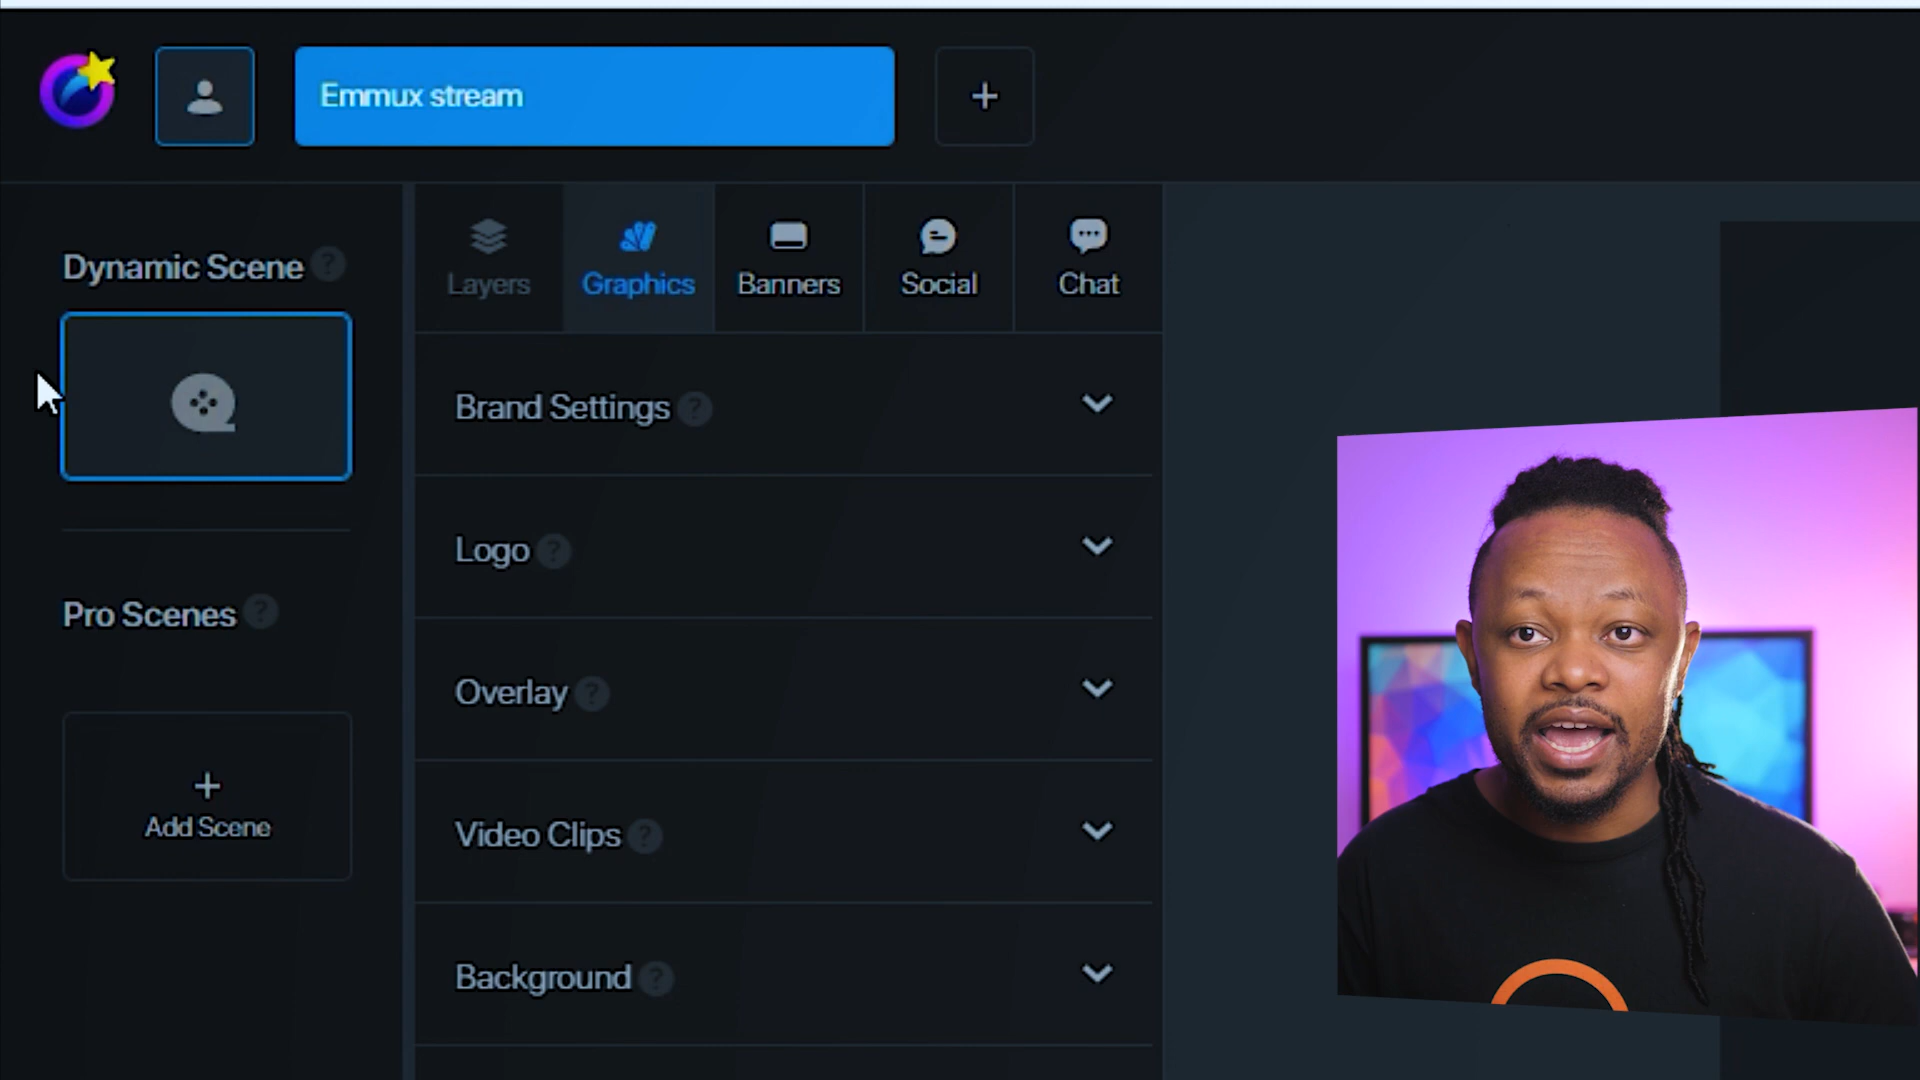 Emmux stream
Dynamic Scene ?
Layers
Graphics
Banners
Social
Chat
Brand Settings ?
Logo ?
Pro Scenes ?
Overlay ?
Add Scene
Video Clips ?
Background ?